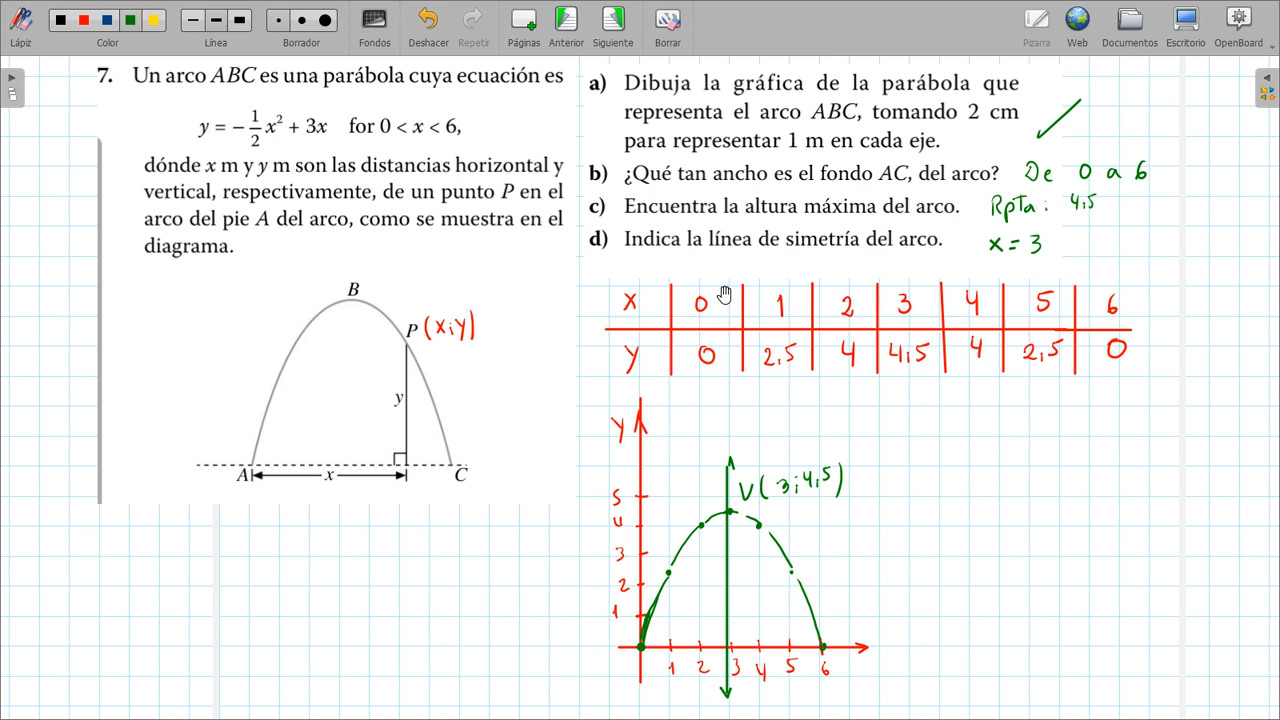 Lápiz Color Línea Borrador Fondos Deshacer Repetir Páginas Anterior Siguiente Borrar Pizarra Web Documentos Escritorio OpenBoard
7. Un arco ABC es una parábola cuya ecuación es
y = -1/2 x² + 3x for 0 < x < 6,
dónde x m y y m son las distancias horizontal y
vertical, respectivamente, de un punto P en el
arco del pie A del arco, como se muestra en el
diagrama.
B
P (x;y)
y
A x C
a) Dibuja la gráfica de la parábola que
representa el arco ABC, tomando 2 cm
para representar 1 m en cada eje.
b) ¿Qué tan ancho es el fondo AC, del arco? De 0 a 6
c) Encuentra la altura máxima del arco. Rpta: 4,5
d) Indica la línea de simetría del arco. x = 3
X 0 1 2 3 4 5 6
Y 0 2,5 4 4,5 4 2,5 0
Y
V(3;4,5)
5
4
3
2
1
1 2 3 4 5 6